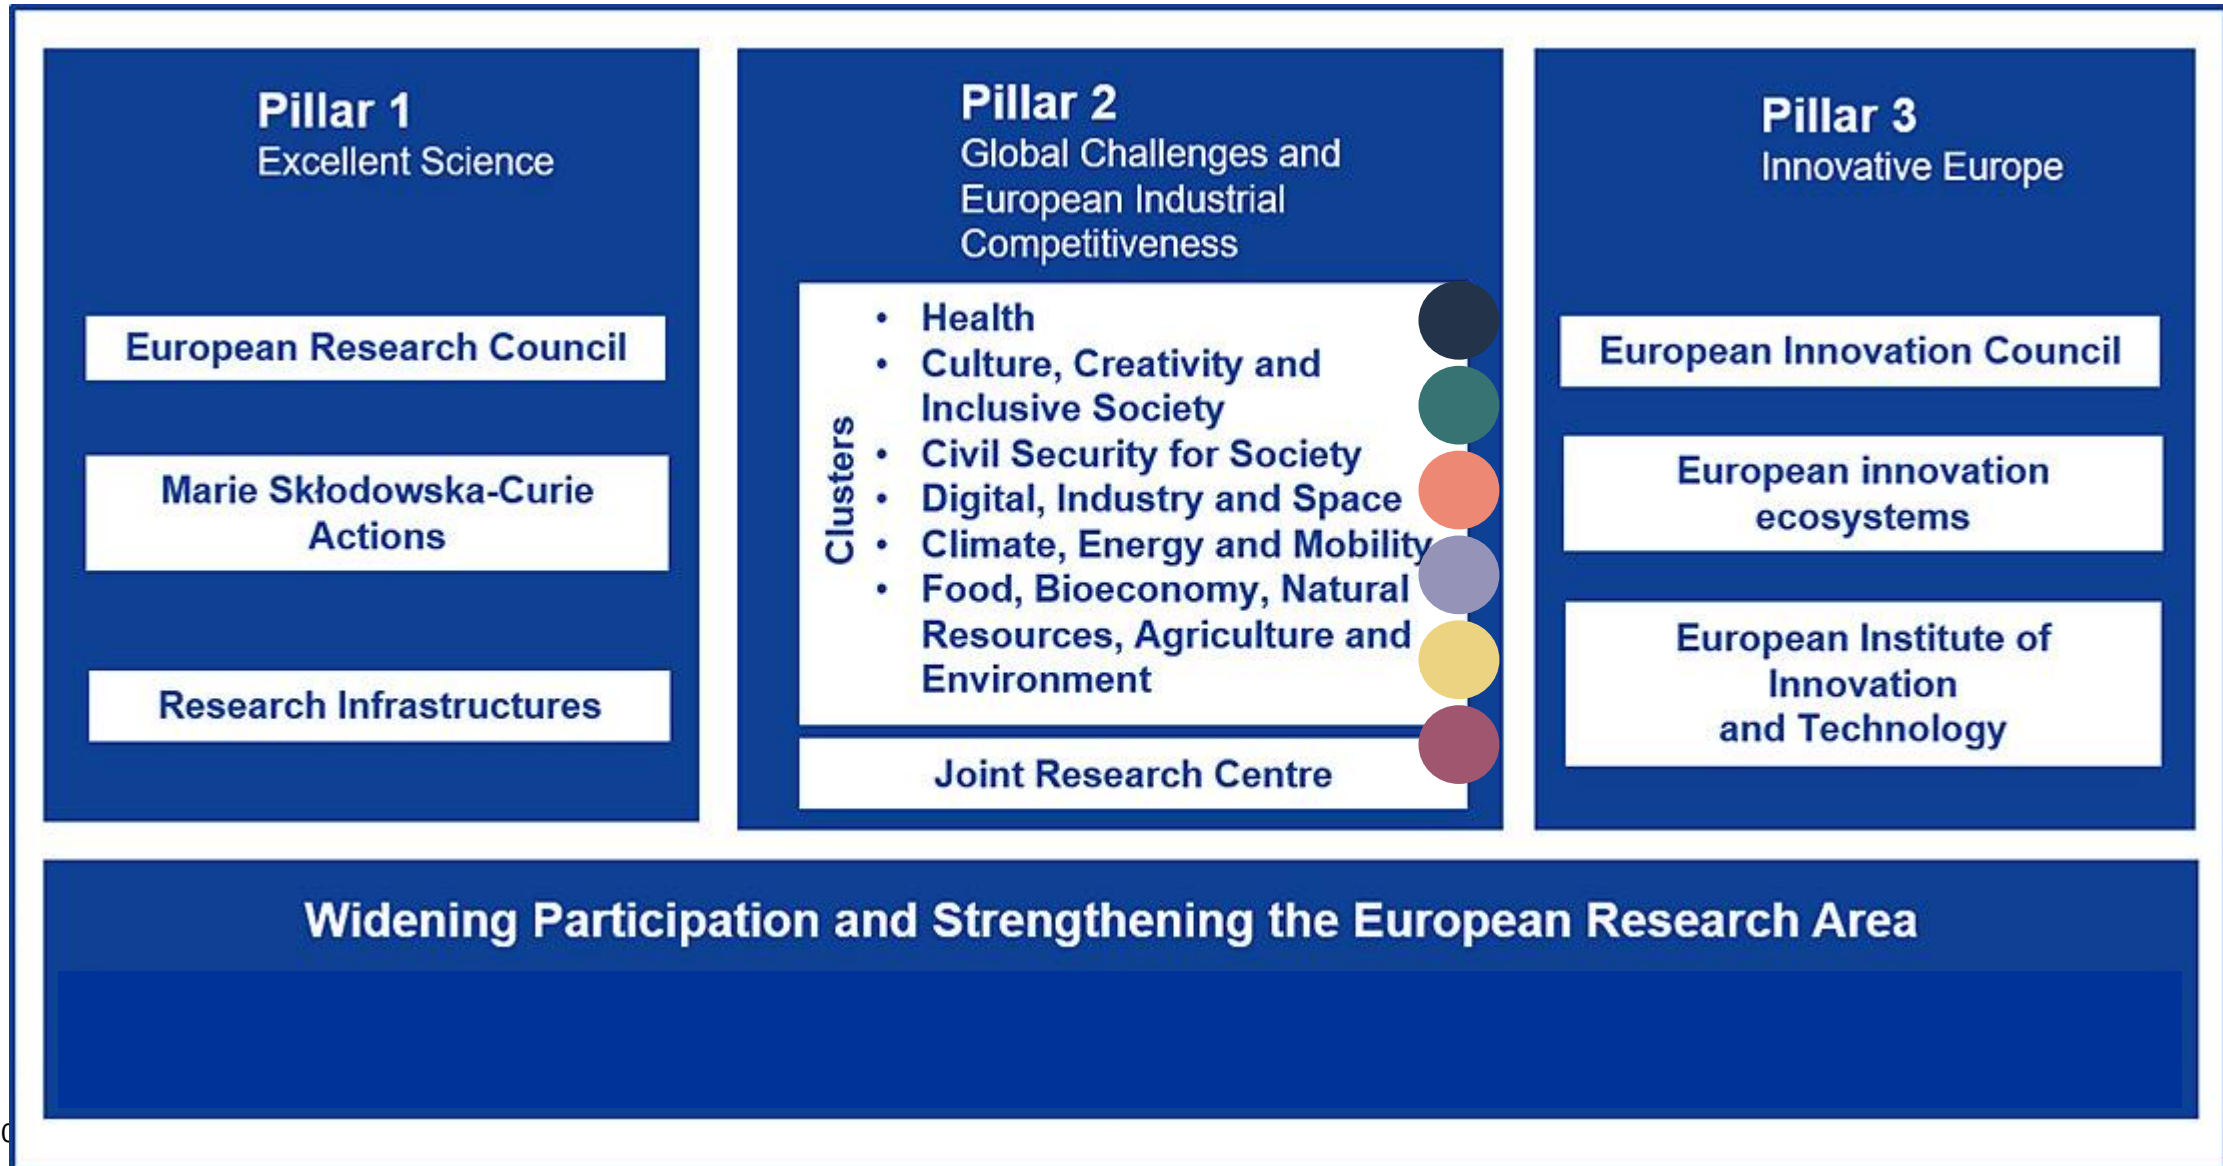 Pillar 1
Excellent Science
European Research Council
Marie Skłodowska-Curie
Actions
Research Infrastructures
Pillar 2
Global Challenges and
European Industrial
Competitiveness
Clusters
• Health
• Culture, Creativity and
Inclusive Society
• Civil Security for Society
• Digital, Industry and Space
• Climate, Energy and Mobility
• Food, Bioeconomy, Natural
Resources, Agriculture and
Environment
Joint Research Centre
Pillar 3
Innovative Europe
European Innovation Council
European innovation
ecosystems
European Institute of
Innovation
and Technology
Widening Participation and Strengthening the European Research Area